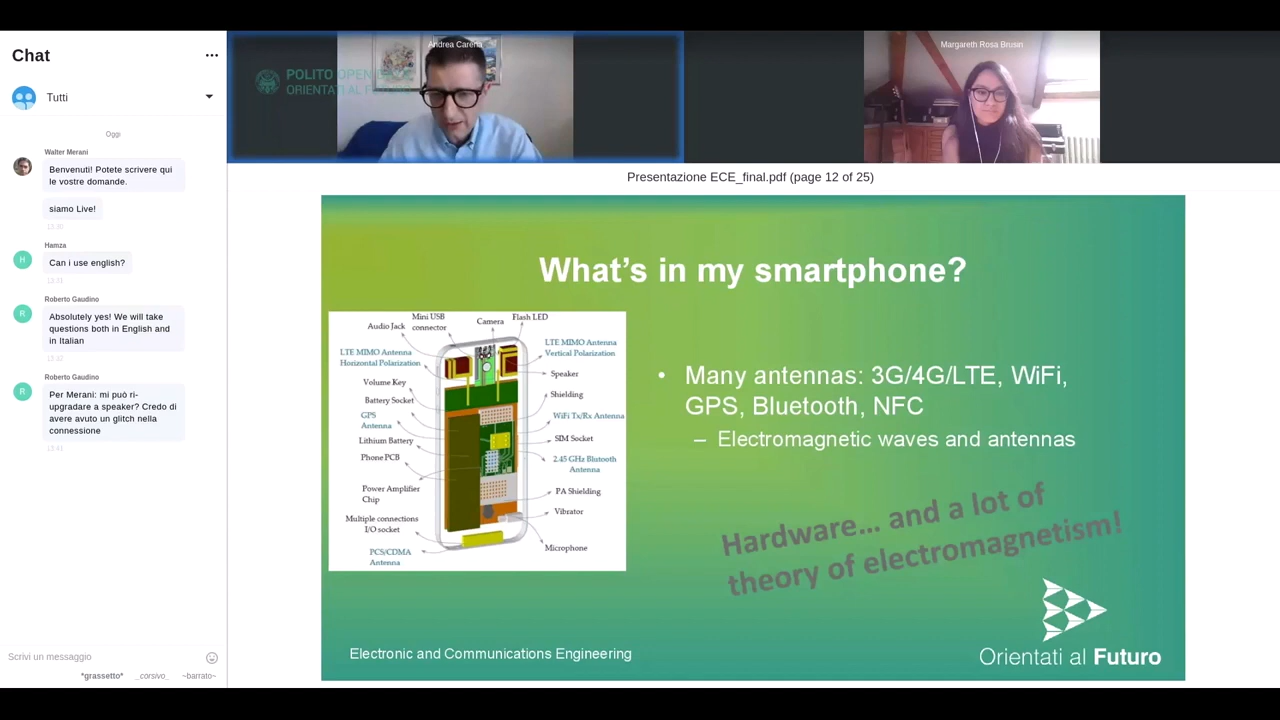 Chat
Tutti
Oggi
Walter Merani
Benvenuti! Potete scrivere qui
le vostre domande.
siamo Live!
Hamza
Can i use english?
Roberto Gaudino
Absolutely yes! We will take
questions both in English and
in Italian
Roberto Gaudino
Per Merani: mi può ri-
upgradare a speaker? Credo di
avere avuto un glitch nella
connessione
Scrivi un messaggio
*grassetto* _corsivo_ ~barrato~
Andrea Carena
POLITO OPEN
ORIENTATI AL
Margareth Rosa Brusin
Presentazione ECE_final.pdf (page 12 of 25)
What's in my smartphone?
Mini USB
connector
Audio Jack
Camera
Flash LED
LTE MIMO Antenna
Horizontal Polarization
LTE MIMO Antenna
Vertical Polarization
Volume Key
Speaker
Battery Socket
Shielding
GPS
Antenna
WiFi Tx/Rx Antenna
Lithium Battery
SIM Socket
Phone PCB
2.45 GHz Blutooth
Antenna
Power Amplifier
Chip
PA Shielding
Multiple connections
I/O socket
Vibrator
PCS/CDMA
Antenna
Microphone
• Many antennas: 3G/4G/LTE, WiFi,
GPS, Bluetooth, NFC
– Electromagnetic waves and antennas
Hardware... and a lot of
theory of electromagnetism!
Electronic and Communications Engineering
Orientati al Futuro